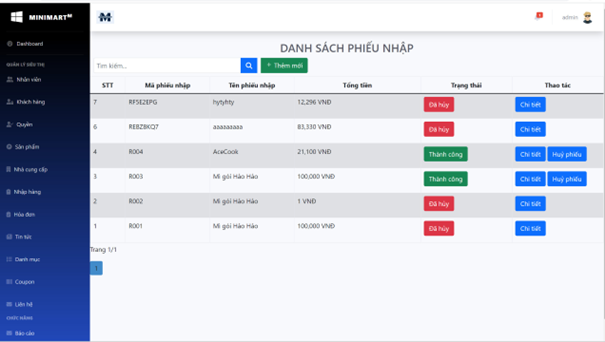 MINIMART
M
1
admin
Dashboard
QUẢN LÝ SIÊU THỊ
Nhân viên
Khách hàng
Quyền
Sản phẩm
Nhà cung cấp
Nhập hàng
Hóa đơn
Tin tức
Danh mục
Coupon
Liên hệ
CHỨC NĂNG
Báo cáo
DANH SÁCH PHIẾU NHẬP
Tìm kiếm...
+ Thêm mới
STT Mã phiếu nhập Tên phiếu nhập Tổng tiền Trạng thái Thao tác
7 RF5E2EPG hytyhty 12,296 VNĐ Đã hủy Chi tiết
6 REBZ8KQ7 aaaaaaaaa 83,330 VNĐ Đã hủy Chi tiết
4 R004 AceCook 21,100 VNĐ Thành công Chi tiết Huỷ phiếu
3 R003 Mì gói Hảo Hảo 100,000 VNĐ Thành công Chi tiết Huỷ phiếu
2 R002 Mì gói Hảo Hảo 1 VNĐ Đã hủy Chi tiết
1 R001 Mì gói Hảo Hảo 100,000 VNĐ Đã hủy Chi tiết
Trang 1/1
1